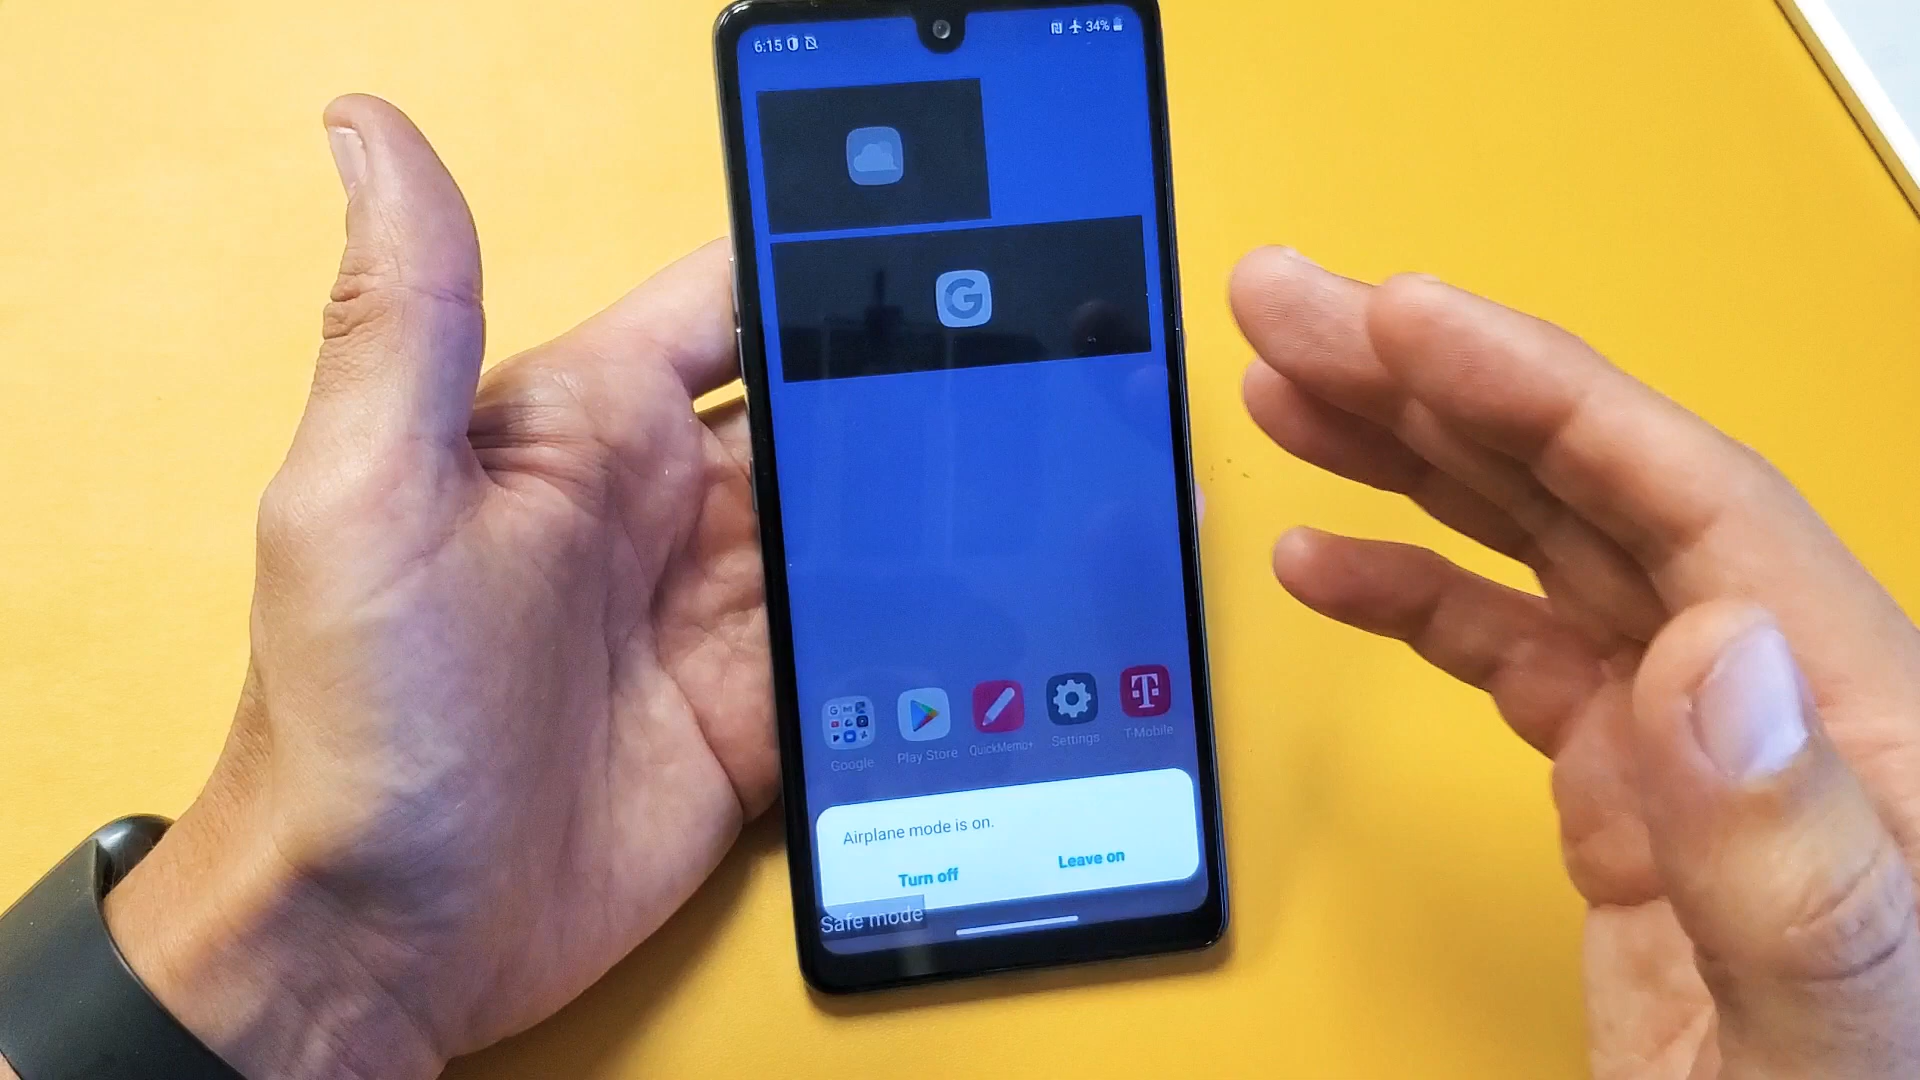 6:15
34%
G
Google
Play Store
QuickMemo+
Settings
T
T-Mobile
Airplane mode is on.
Turn off
Leave on
Safe mode